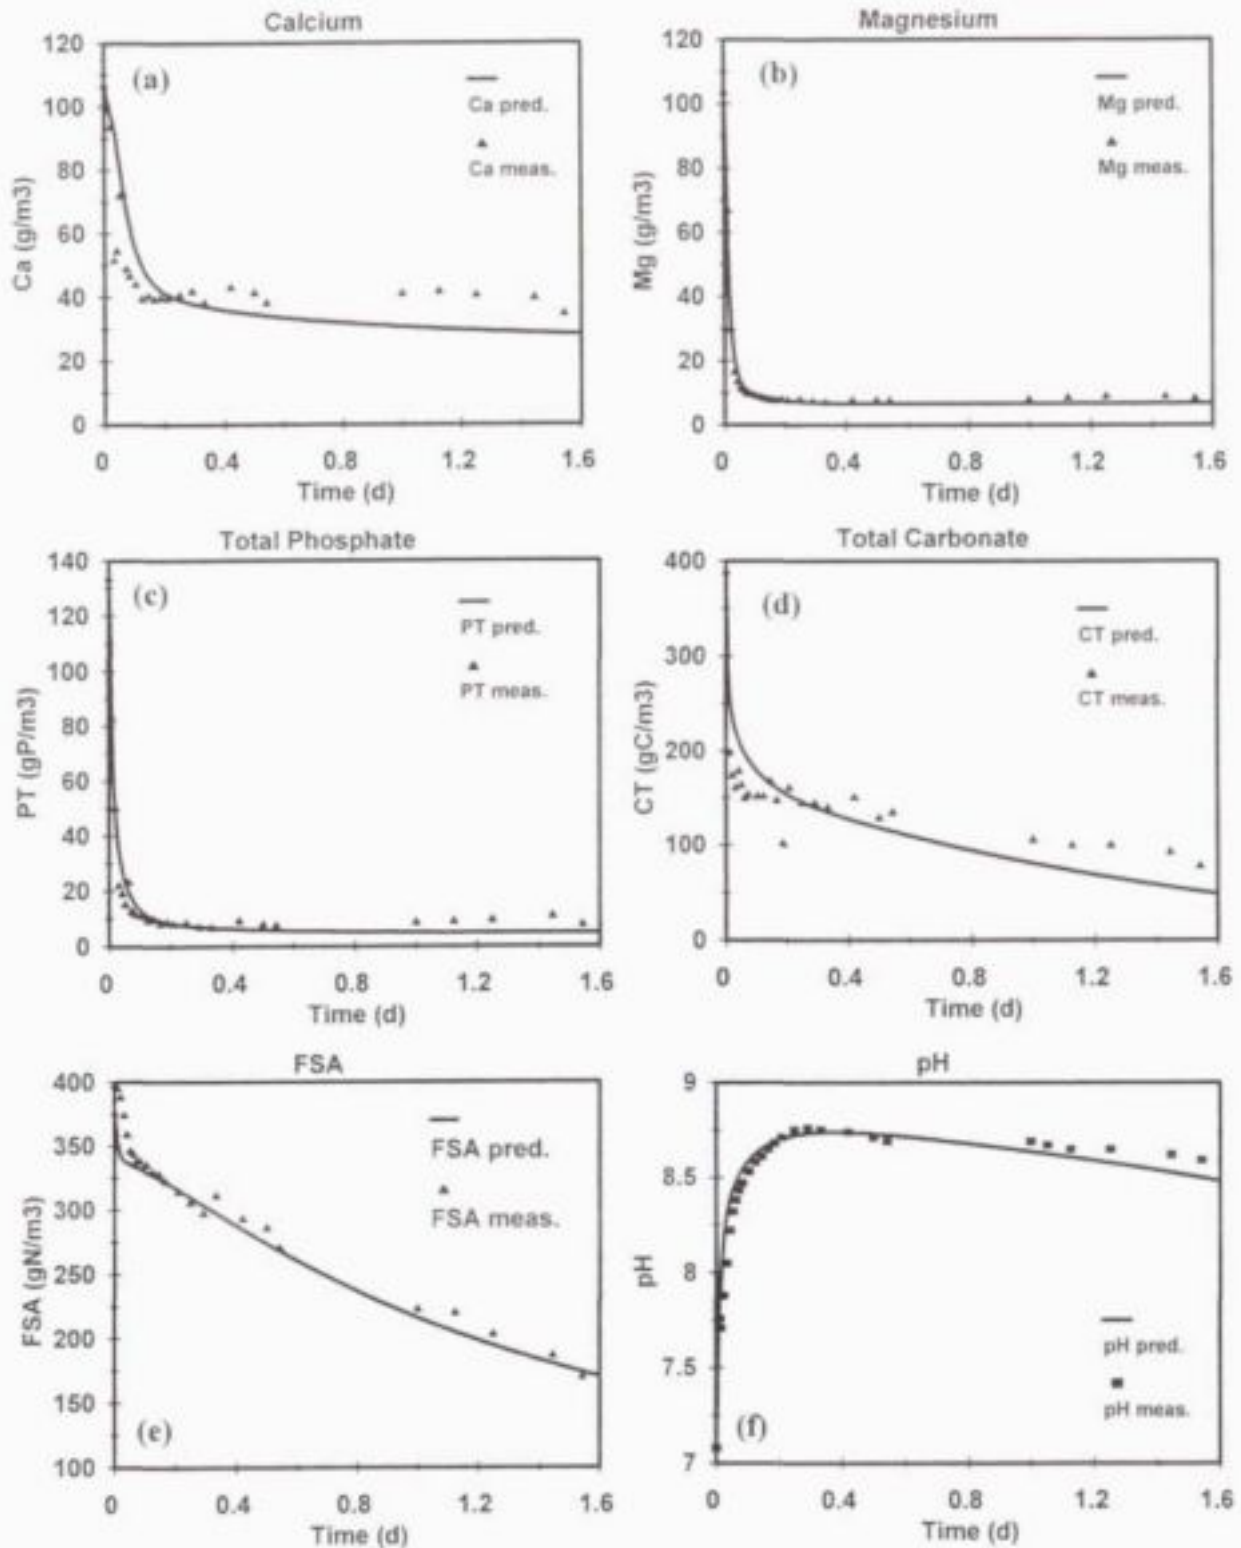 Calcium
120
100
80
60
40
20
0
Ca (g/m3)
(a)
Ca pred.
Ca meas.
0 0.4 0.8 1.2 1.6
Time (d)
Magnesium
120
100
80
60
40
20
0
Mg (g/m3)
(b)
Mg pred.
Mg meas.
0 0.4 0.8 1.2 1.6
Time (d)
Total Phosphate
140
120
100
80
60
40
20
0
PT (gP/m3)
(c)
PT pred.
PT meas.
0 0.4 0.8 1.2 1.6
Time (d)
Total Carbonate
400
300
200
100
0
CT (gC/m3)
(d)
CT pred.
CT meas.
0 0.4 0.8 1.2 1.6
Time (d)
FSA
400
350
300
250
200
150
100
FSA (gN/m3)
FSA pred.
FSA meas.
(e)
0 0.4 0.8 1.2 1.6
Time (d)
pH
9
8.5
8
7.5
7
pH
pH pred.
pH meas.
(f)
0 0.4 0.8 1.2 1.6
Time (d)